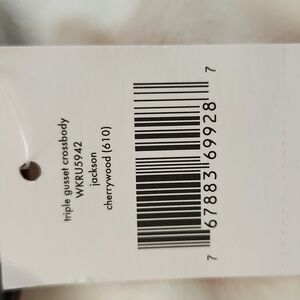 triple gusset crossbody
WKRU5942
jackson
cherrywood (610)
7 67883 69928 7